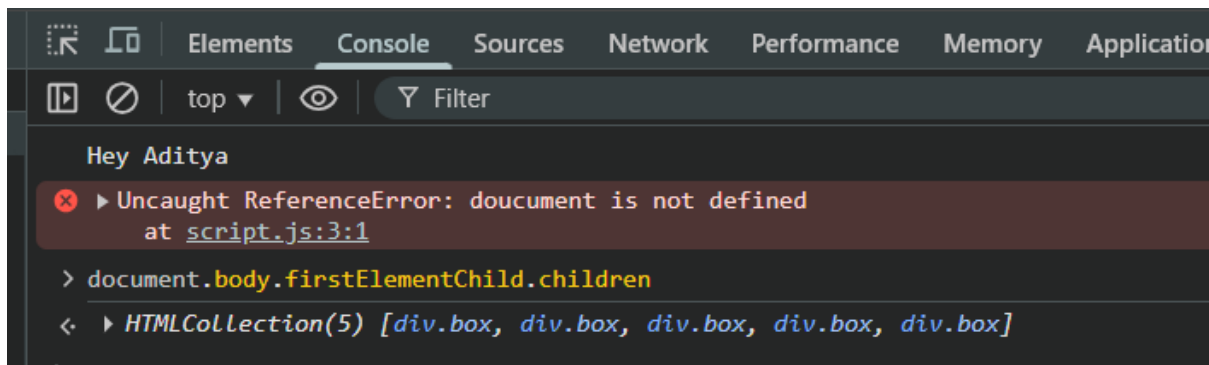 Elements Console Sources Network Performance Memory Application
top Filter
Hey Aditya
Uncaught ReferenceError: doucument is not defined
at script.js:3:1
> document.body.firstElementChild.children
HTMLCollection(5) [div.box, div.box, div.box, div.box, div.box]